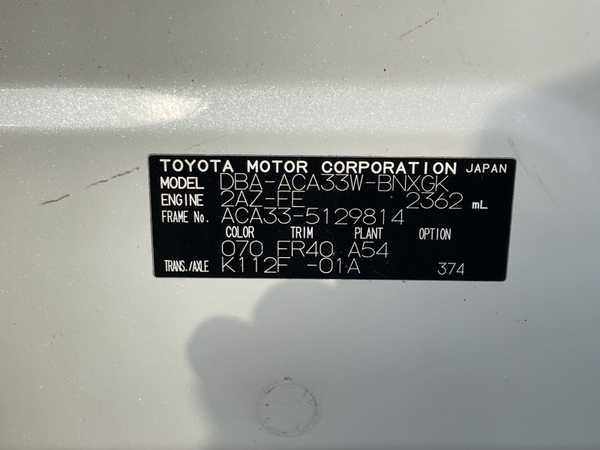 TOYOTA MOTOR CORPORATION JAPAN
MODEL DBA-ACA33W-BNXGK
ENGINE 2AZ-FE 2362 mL
FRAME No. ACA33-5129814
COLOR TRIM PLANT OPTION
070 FR40 A54
TRANS./AXLE K112F -01A 374